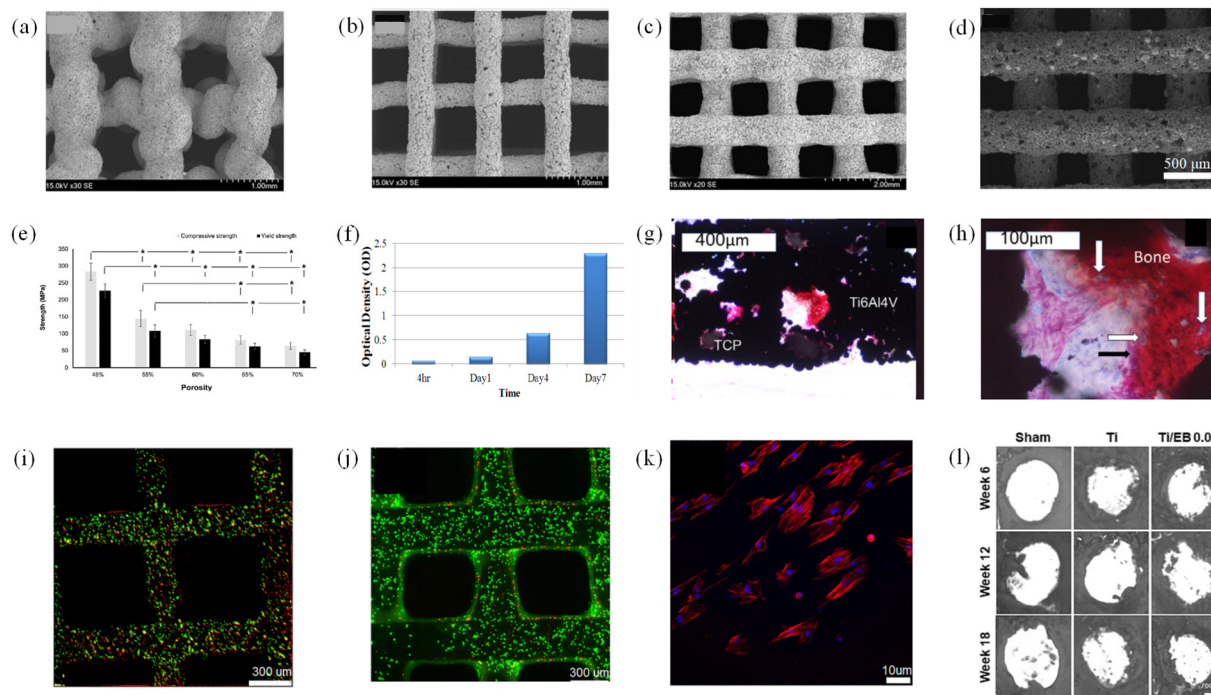 (a)
15.0kV x30 SE
1.00mm
(b)
15.0kV x30 SE
1.00mm
(c)
15.0kV x20 SE
2.00mm
(d)
500 μm
(e)
Compressive strength
Yield strength
Strength (MPa)
350
300
250
200
150
100
50
0
48%
55%
60%
65%
70%
Porosity
(f)
Optical Density (OD)
2.5
2
1.5
1
0.5
0
4hr
Day1
Day4
Day7
Time
(g)
400μm
Ti6Al4V
TCP
(h)
100μm
Bone
(i)
300 um
(j)
300 um
(k)
10um
(l)
Sham
Ti
Ti/EB 0.0
Week 6
Week 12
Week 18